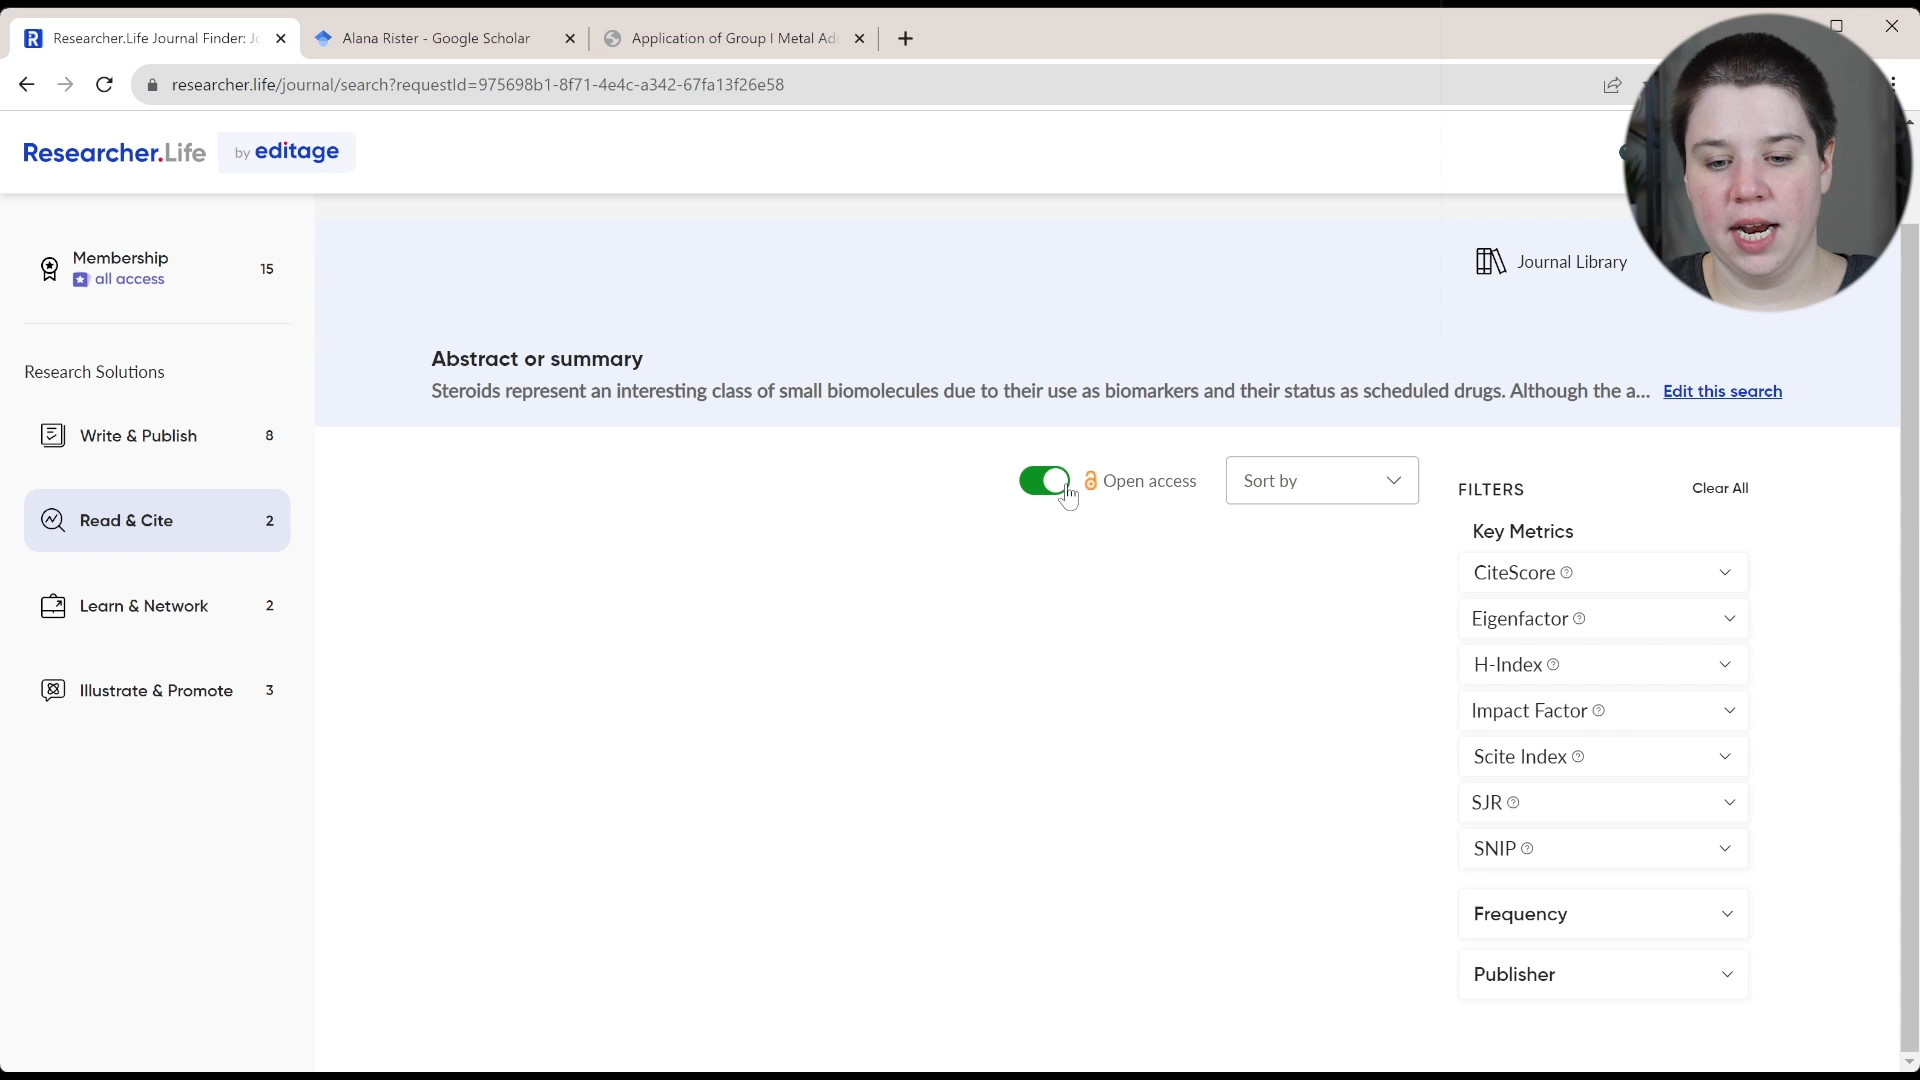 Researcher.Life Journal Finder: Jo
Alana Rister - Google Scholar
Application of Group I Metal Ad
researcher.life/journal/search?requestId=975698b1-8f71-4e4c-a342-67fa13f26e58
Researcher.Life by editage
Membership 15
all access
Journal Library
Abstract or summary
Steroids represent an interesting class of small biomolecules due to their use as biomarkers and their status as scheduled drugs. Although the a... Edit this search
Research Solutions
Write & Publish 8
Read & Cite 2
Learn & Network 2
Illustrate & Promote 3
Open access
Sort by
FILTERS Clear All
Key Metrics
CiteScore
Eigenfactor
H-Index
Impact Factor
Scite Index
SJR
SNIP
Frequency
Publisher